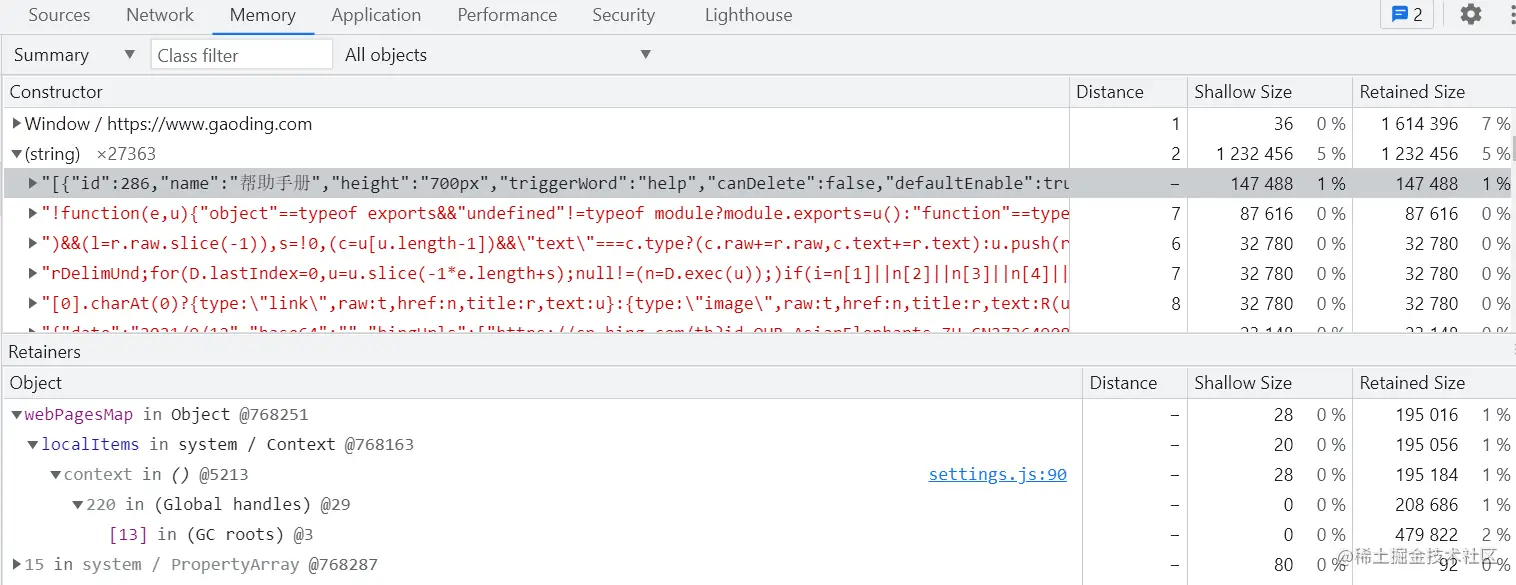 Sources Network Memory Application Performance Security Lighthouse 2
Summary ▼ Class filter All objects ▼
Constructor Distance Shallow Size Retained Size
▶Window / https://www.gaoding.com 1 36 0 % 1 614 396 7 %
▼(string) ×27363 2 1 232 456 5 % 1 232 456 5 %
▶"[{"id":286,"name":"帮助手册","height":"700px","triggerWord":"help","canDelete":false,"defaultEnable":tru – 147 488 1 % 147 488 1 %
▶"!function(e,u){"object"==typeof exports&&"undefined"!=typeof module?module.exports=u():"function"==type 7 87 616 0 % 87 616 0 %
▶")&&(l=r.raw.slice(-1)),s=!0,(c=u[u.length-1])&&\"text\"===c.type?(c.raw+=r.raw,c.text+=r.text):u.push(r 6 32 780 0 % 32 780 0 %
▶"rDelimUnd;for(D.lastIndex=0,u=u.slice(-1*e.length+s);null!=(n=D.exec(u));)if(i=n[1]||n[2]||n[3]||n[4]|| 7 32 780 0 % 32 780 0 %
▶"[0].charAt(0)?{type:\"link\",raw:t,href:n,title:r,text:u}:{type:\"image\",raw:t,href:n,title:r,text:R(u 8 32 780 0 % 32 780 0 %
Retainers
Object Distance Shallow Size Retained Size
▼webPagesMap in Object @768251 – 28 0 % 195 016 1 %
▼localItems in system / Context @768163 – 20 0 % 195 056 1 %
▼context in () @5213 settings.js:90 – 28 0 % 195 184 1 %
▼220 in (Global handles) @29 – 0 0 % 208 686 1 %
[13] in (GC roots) @3 – 0 0 % 479 822 2 %
▶15 in system / PropertyArray @768287 – 80 0 % 92 0 %
@稀土掘金技术社区